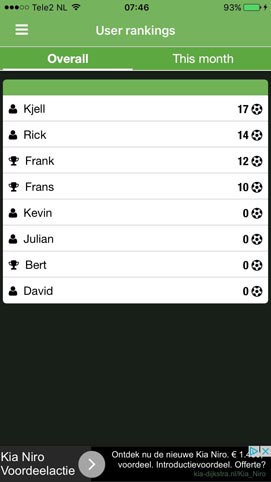 Tele2 NL 07:46 93%
User rankings
Overall This month
Kjell 17
Rick 14
Frank 12
Frans 10
Kevin 0
Julian 0
Bert 0
David 0
Kia Niro
Voordeelactie
Ontdek nu de nieuwe Kia Niro. € 1.
voordeel. Introductievoordeel. Offerte?
kia-dijkstra.nl/Kia_Niro